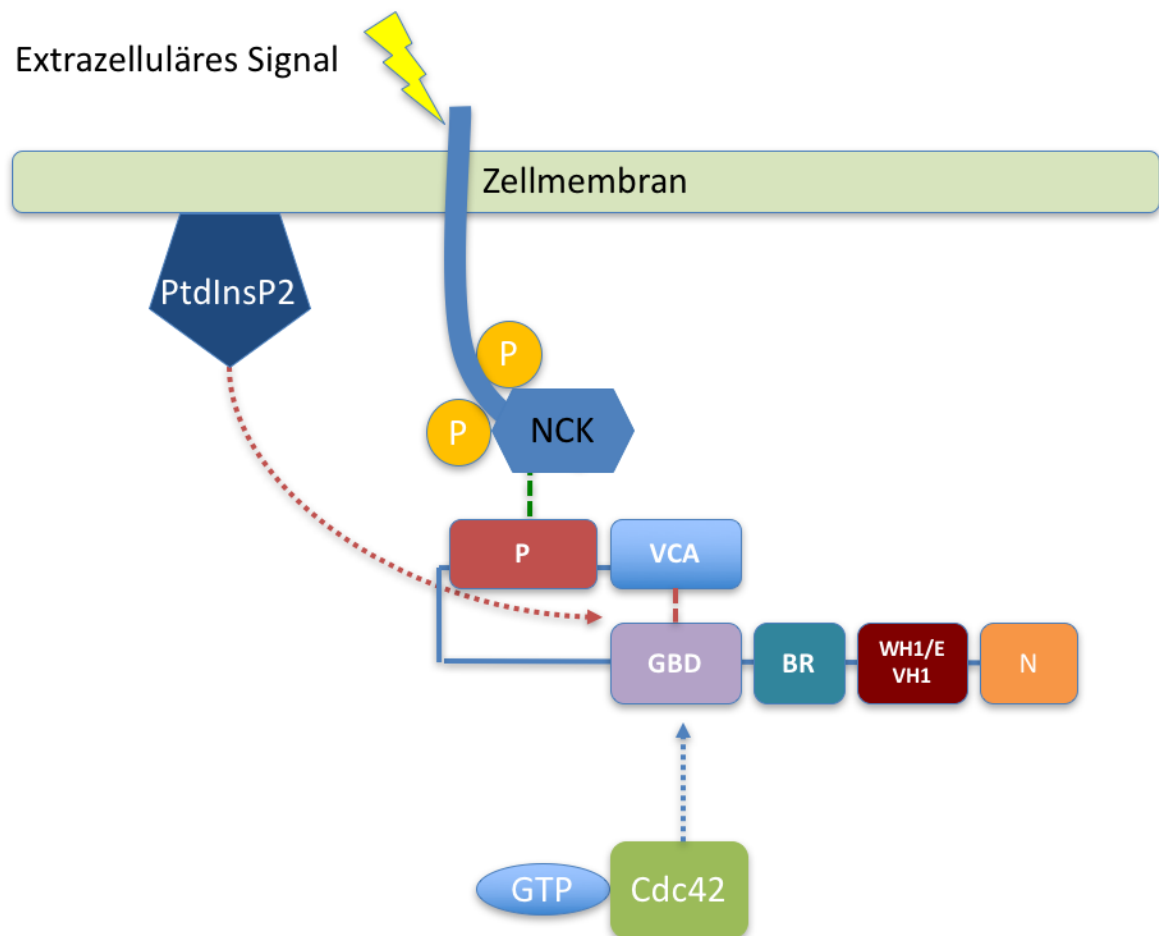 Extrazelluläres Signal
Zellmembran
PtdInsP2
P
P
NCK
P
VCA
GBD
BR
WH1/E
VH1
N
GTP
Cdc42